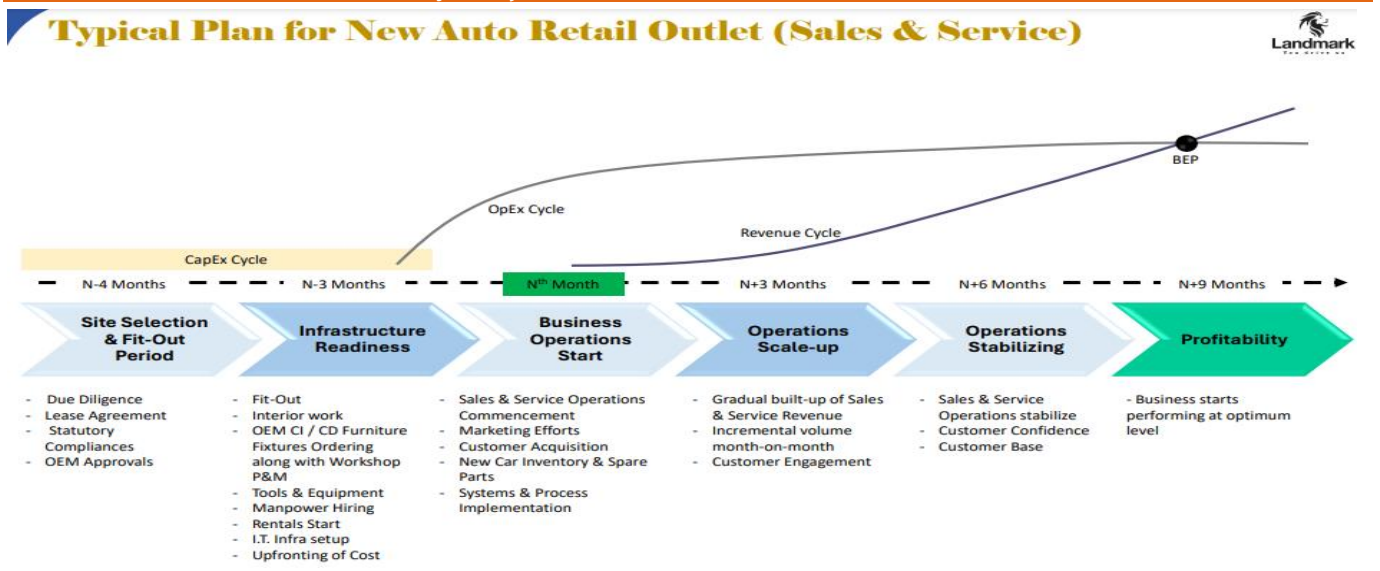 Typical Plan for New Auto Retail Outlet (Sales & Service)
Landmark
BEP
OpEx Cycle
Revenue Cycle
CapEx Cycle
N-4 Months
N-3 Months
Nth Month
N+3 Months
N+6 Months
N+9 Months
Site Selection
& Fit-Out
Period
Infrastructure
Readiness
Business
Operations
Start
Operations
Scale-up
Operations
Stabilizing
Profitability
- Due Diligence
- Lease Agreement
- Statutory
Compliances
- OEM Approvals
- Fit-Out
- Interior work
- OEM CI / CD Furniture
Fixtures Ordering
along with Workshop
P&M
- Tools & Equipment
- Manpower Hiring
- Rentals Start
- I.T. Infra setup
- Upfronting of Cost
- Sales & Service Operations
Commencement
- Marketing Efforts
- Customer Acquisition
- New Car Inventory & Spare
Parts
- Systems & Process
Implementation
- Gradual built-up of Sales
& Service Revenue
- Incremental volume
month-on-month
- Customer Engagement
- Sales & Service
Operations stabilize
- Customer Confidence
- Customer Base
- Business starts
performing at optimum
level